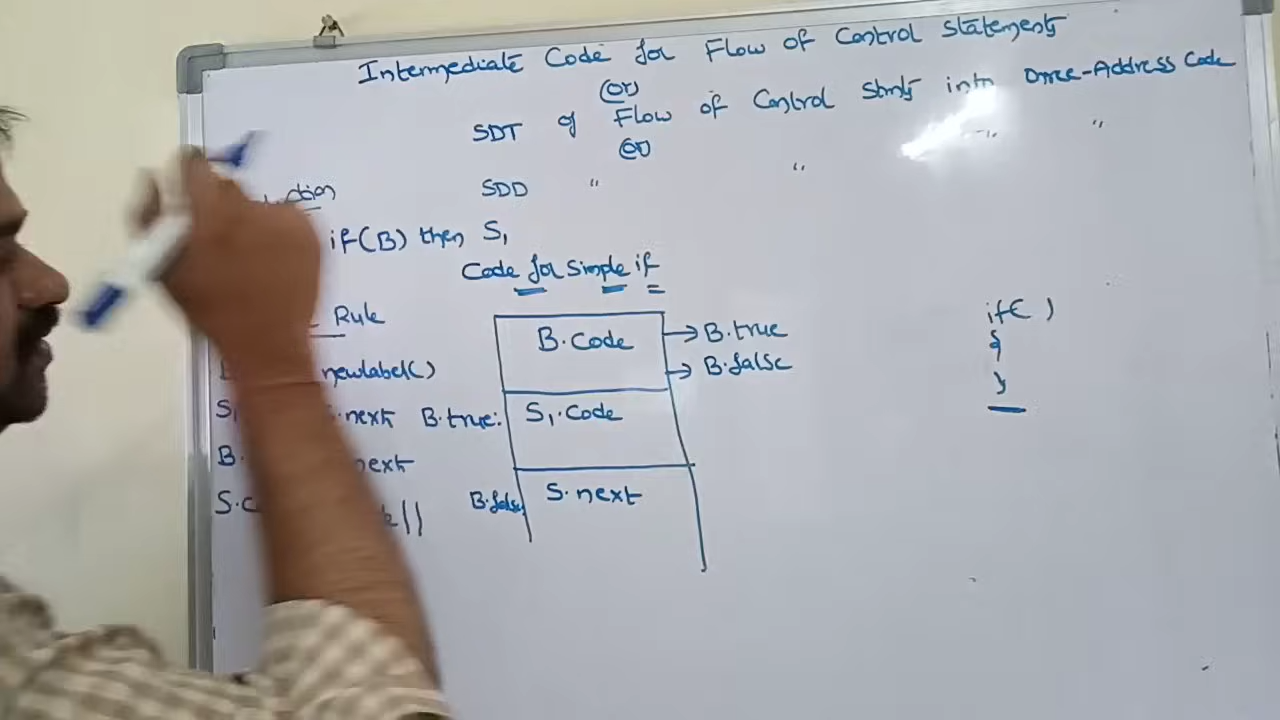 Intermediate Code for Flow of Control Statements
(or)
SDT of Flow of Control Stmts into Three-Address Code
(or)
SDD " " " "
if(B) then S₁
Code for Simple if
Rule
B.Code → B.true
→ B.false
if( )
{
}
newlabel()
S₁ .next B.true: S₁.Code
B. next
B.false S.next
S.c ||